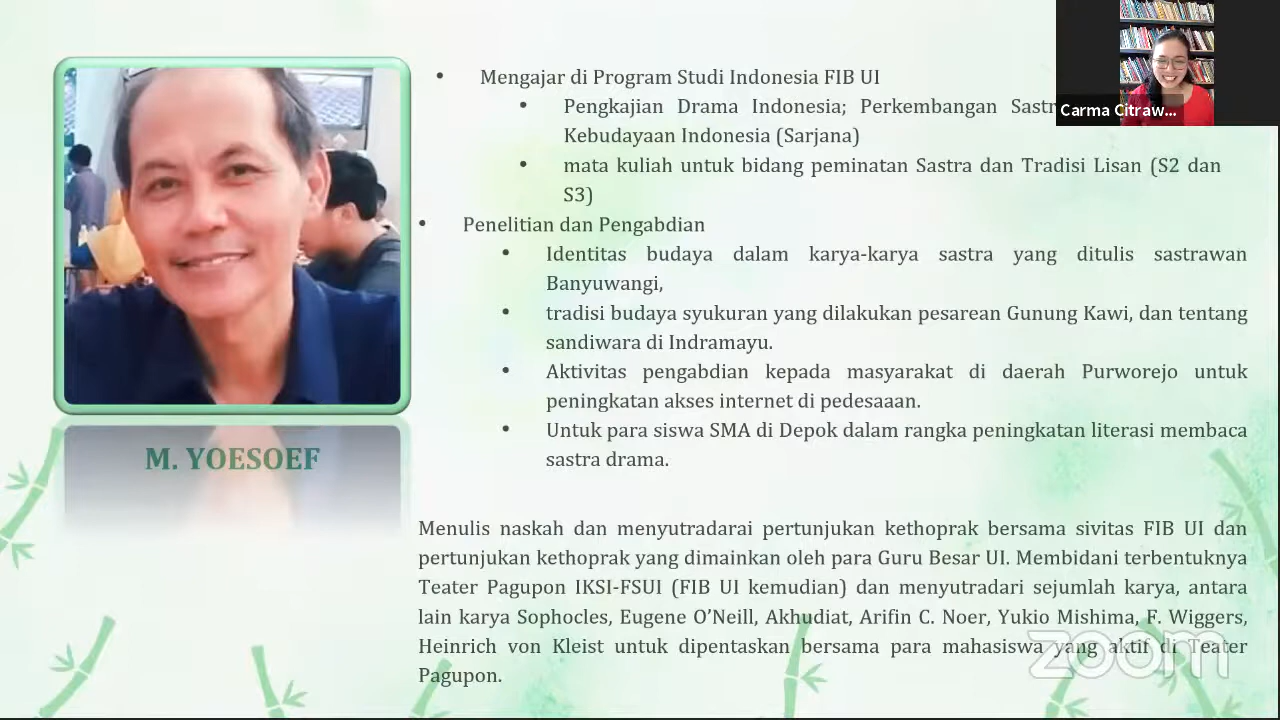 Mengajar di Program Studi Indonesia FIB UI
Pengkajian Drama Indonesia; Perkembangan
Kebudayaan Indonesia (Sarjana)
mata kuliah untuk bidang peminatan Sastra dan Tradisi Lisan (S2 dan
S3)
Penelitian dan Pengabdian
Identitas budaya dalam karya-karya sastra yang ditulis sastrawan
Banyuwangi,
tradisi budaya syukuran yang dilakukan pesarean Gunung Kawi, dan tentang
sandiwara di Indramayu.
Aktivitas pengabdian kepada masyarakat di daerah Purworejo untuk
peningkatan akses internet di pedesaaan.
Untuk para siswa SMA di Depok dalam rangka peningkatan literasi membaca
sastra drama.
Menulis naskah dan menyutradarai pertunjukan kethoprak bersama sivitas FIB UI dan
pertunjukan kethoprak yang dimainkan oleh para Guru Besar UI. Membidani terbentuknya
Teater Pagupon IKSI-FSUI (FIB UI kemudian) dan menyutradari sejumlah karya, antara
lain karya Sophocles, Eugene O’Neill, Akhudiat, Arifin C. Noer, Yukio Mishima, F. Wiggers,
Heinrich von Kleist untuk dipentaskan bersama para mahasiswa yang aktif di Teater
Pagupon.
M. YOESOEF
Carma Citraw...
zoom